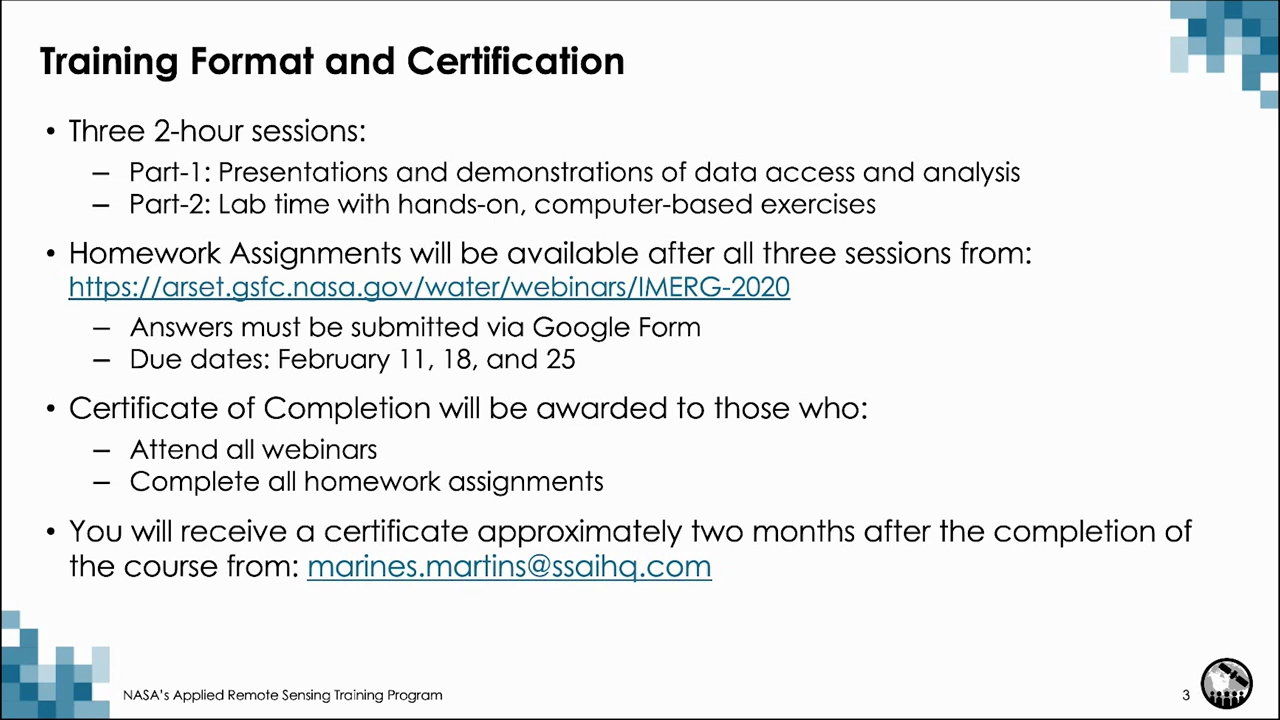 Training Format and Certification
• Three 2-hour sessions:
– Part-1: Presentations and demonstrations of data access and analysis
– Part-2: Lab time with hands-on, computer-based exercises
• Homework Assignments will be available after all three sessions from:
https://arset.gsfc.nasa.gov/water/webinars/IMERG-2020
– Answers must be submitted via Google Form
– Due dates: February 11, 18, and 25
• Certificate of Completion will be awarded to those who:
– Attend all webinars
– Complete all homework assignments
• You will receive a certificate approximately two months after the completion of
the course from: marines.martins@ssaihq.com
NASA's Applied Remote Sensing Training Program
3